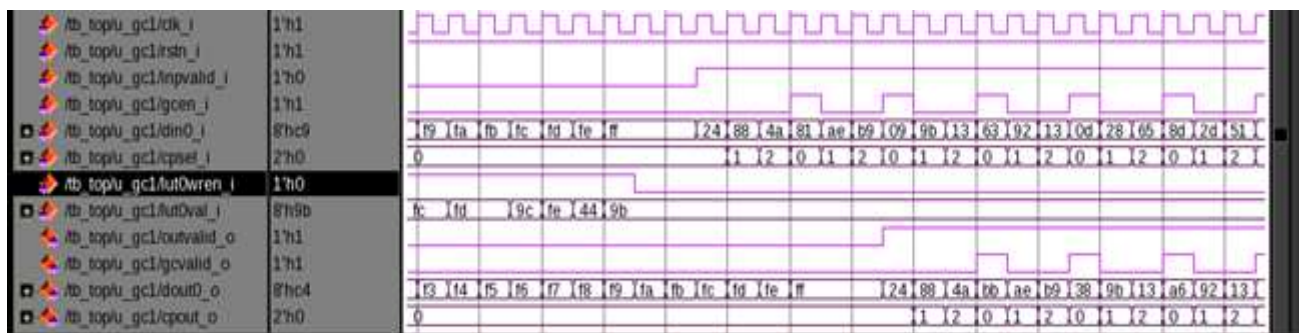 /tb_top/u_gc1/clk_i 1'h1
/tb_top/u_gc1/rstn_i 1'h1
/tb_top/u_gc1/inpvalid_i 1'h0
/tb_top/u_gc1/gcen_i 1'h1
/tb_top/u_gc1/din0_i 8'hc9 f9 fa fb fc fd fe ff 24 88 4a 81 ae b9 09 9b 13 63 92 13 0d 28 65 8d 2d 51
/tb_top/u_gc1/cpsel_i 2'h0 0 1 2 0 1 2 0 1 2 0 1 2 0 1 2 0 1 2
/tb_top/u_gc1/lut0wren_i 1'h0
/tb_top/u_gc1/lut0val_i 8'h9b fc fd 9c fe 44 9b
/tb_top/u_gc1/outvalid_o 1'h1
/tb_top/u_gc1/gcvalid_o 1'h1
/tb_top/u_gc1/dout0_o 8'hc4 f3 f4 f5 f6 f7 f8 f9 fa fb fc fd fe ff 24 88 4a bb ae b9 38 9b 13 a6 92 13
/tb_top/u_gc1/cpout_o 2'h0 0 1 2 0 1 2 0 1 2 0 1 2